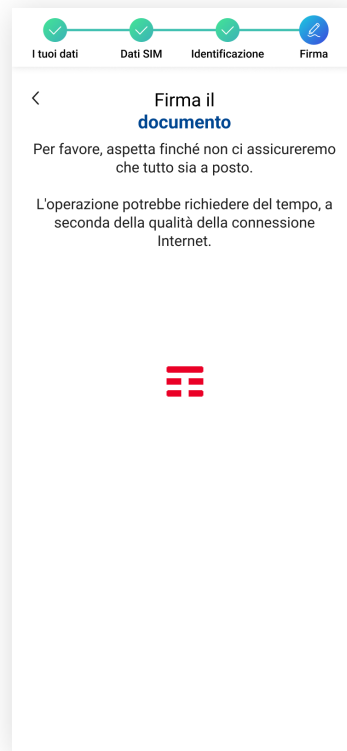 I tuoi dati Dati SIM Identificazione Firma
Firma il
documento
Per favore, aspetta finché non ci assicureremo
che tutto sia a posto.
L'operazione potrebbe richiedere del tempo, a
seconda della qualità della connessione
Internet.